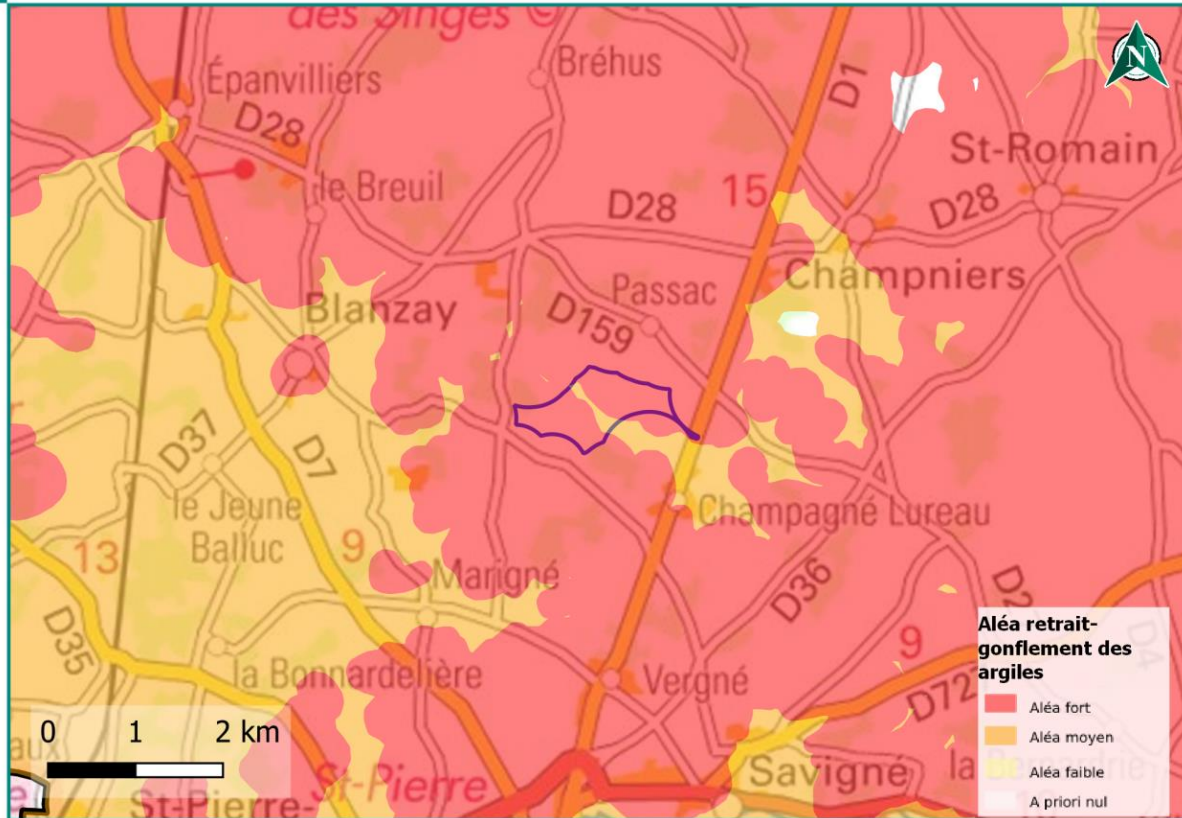 des Singes
N
Épanvilliers
Bréhus
D1
D28
St-Romain
le Breuil
15
D28
D28
Blanzay
Passac
Champniers
D159
D37
D7
le Jeune
Balluc
9
Champagné Lureau
13
Marigné
D36
D35
Aléa retrait-
gonflement des
argiles
9
la Bonnardelière
Vergné
D4
Aléa fort
0 1 2 km
Aléa moyen
Savigné
Aléa faible
St-Pierre
St-Pierre-
A priori nul